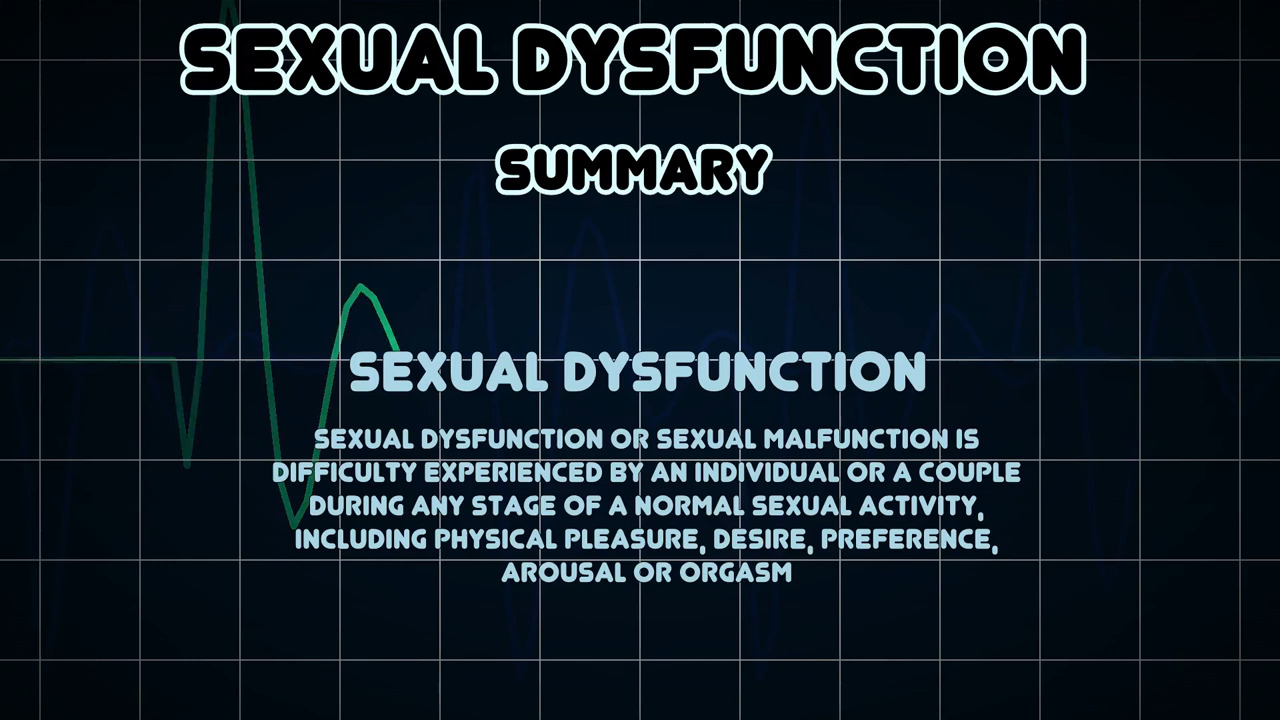 SEXUAL DYSFUNCTION
SUMMARY
SEXUAL DYSFUNCTION
SEXUAL DYSFUNCTION OR SEXUAL MALFUNCTION IS
DIFFICULTY EXPERIENCED BY AN INDIVIDUAL OR A COUPLE
DURING ANY STAGE OF A NORMAL SEXUAL ACTIVITY,
INCLUDING PHYSICAL PLEASURE, DESIRE, PREFERENCE,
AROUSAL OR ORGASM